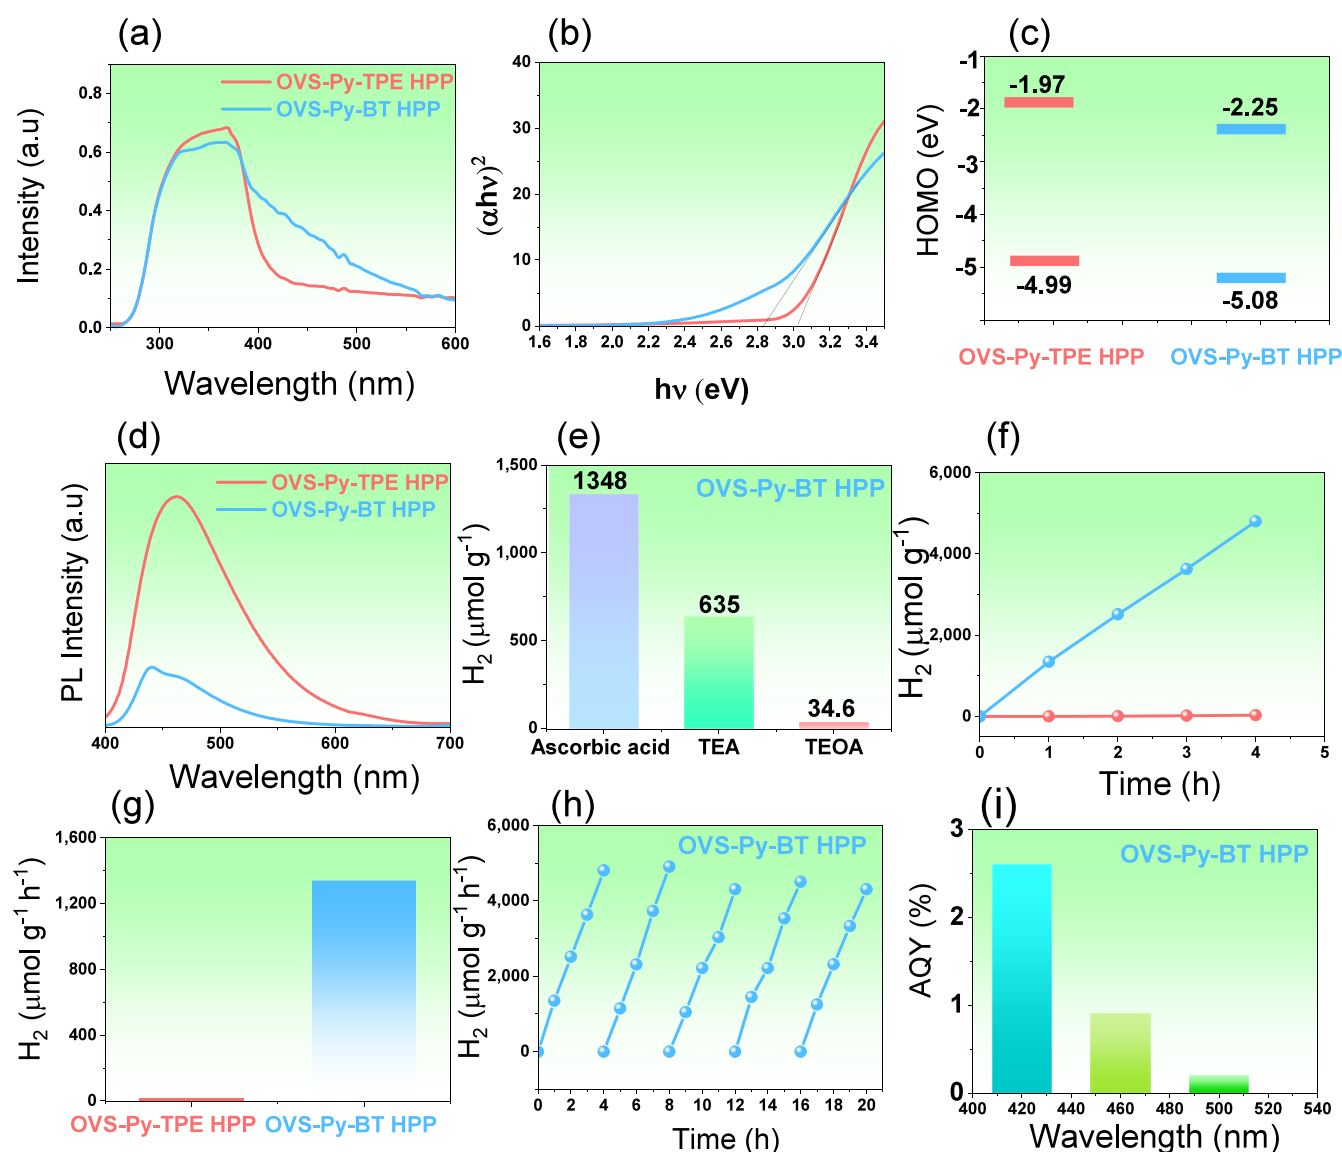 (a)
OVS-Py-TPE HPP
OVS-Py-BT HPP
Intensity (a.u)
0.8
0.6
0.4
0.2
0.0
300 400 500 600
Wavelength (nm)
(b)
(αhν)²
40
30
20
10
0
1.6 1.8 2.0 2.2 2.4 2.6 2.8 3.0 3.2 3.4
hν (eV)
(c)
HOMO (eV)
-1
-2
-3
-4
-5
-1.97
-2.25
-4.99
-5.08
OVS-Py-TPE HPP OVS-Py-BT HPP
(d)
OVS-Py-TPE HPP
OVS-Py-BT HPP
PL Intensity (a.u)
400 500 600 700
Wavelength (nm)
(e)
OVS-Py-BT HPP
H₂ (μmol g⁻¹)
1,500
1,000
500
0
1348
635
34.6
Ascorbic acid TEA TEOA
(f)
H₂ (μmol g⁻¹)
6,000
4,000
2,000
0
0 1 2 3 4 5
Time (h)
(g)
H₂ (μmol g⁻¹ h⁻¹)
1,600
1,300
800
400
0
OVS-Py-TPE HPP OVS-Py-BT HPP
(h)
OVS-Py-BT HPP
H₂ (μmol g⁻¹ h⁻¹)
6,000
4,000
2,000
0
0 2 4 6 8 10 12 14 16 18 20
Time (h)
(i)
OVS-Py-BT HPP
AQY (%)
3
2
1
0
400 420 440 460 480 500 520 540
Wavelength (nm)